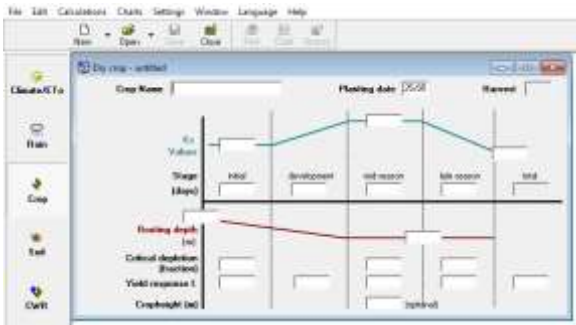 File Edit Calculations Charts Settings Window Language Help
New Open Save Close Print Chart
Dry crop - untitled
Climate/ETo
Crop Name Planting date Harvest
Rain
Kc
Values
Stage initial development mid-season late season total
(days)
Crop
Rooting depth
(m)
Soil
Critical depletion
(fraction)
Yield response f.
CWR
Cropheight (m) (optional)